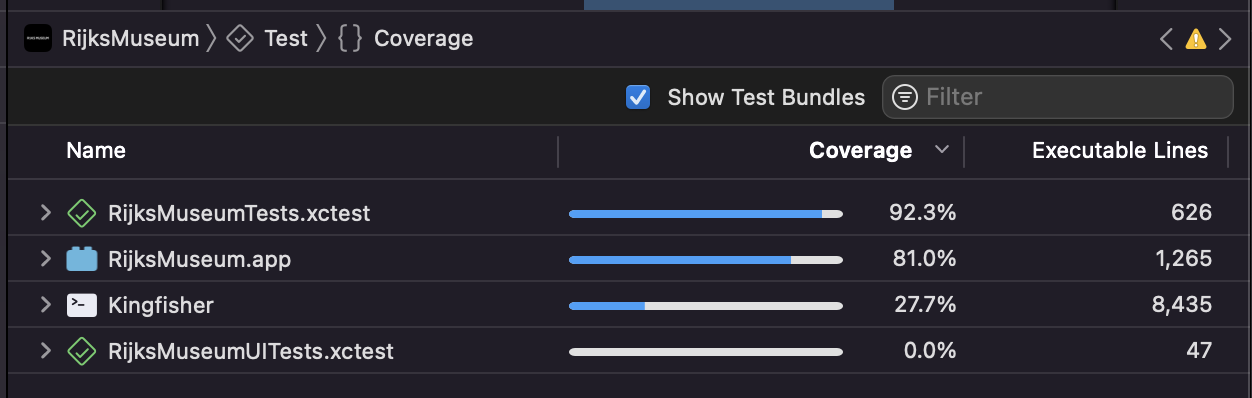 RijksMuseum Test {} Coverage
Show Test Bundles Filter
Name Coverage Executable Lines
RijksMuseumTests.xctest 92.3% 626
RijksMuseum.app 81.0% 1,265
Kingfisher 27.7% 8,435
RijksMuseumUITests.xctest 0.0% 47